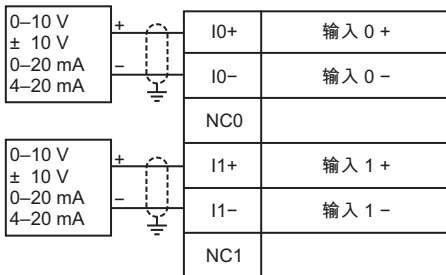 0–10 V
± 10 V
0–20 mA
4–20 mA
+
−
I0+ 输入 0 +
I0− 输入 0 −
NC0
0–10 V
± 10 V
0–20 mA
4–20 mA
+
−
I1+ 输入 1 +
I1− 输入 1 −
NC1